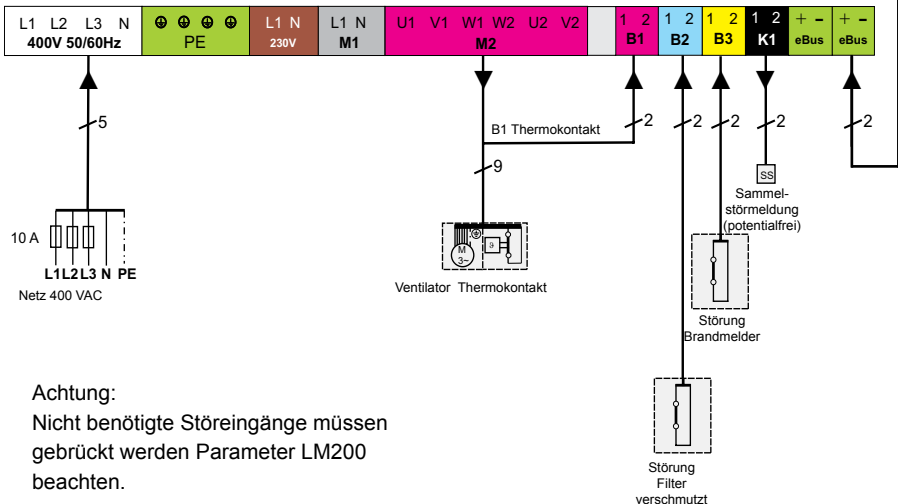 L1 L2 L3 N
400V 50/60Hz
PE
L1 N
230V
L1 N
M1
U1 V1 W1 W2 U2 V2
M2
1 2
B1
1 2
B2
1 2
B3
1 2
K1
+ -
eBus
+ -
eBus
5
B1 Thermokontakt
2
2
2
2
2
9
SS
Sammel-
störmeldung
(potentialfrei)
10 A
L1 L2 L3 N PE
Netz 400 VAC
M
3~
ϑ
Ventilator Thermokontakt
Störung
Brandmelder
Achtung:
Nicht benötigte Störeingänge müssen
gebrückt werden Parameter LM200
beachten.
Störung
Filter
verschmutzt